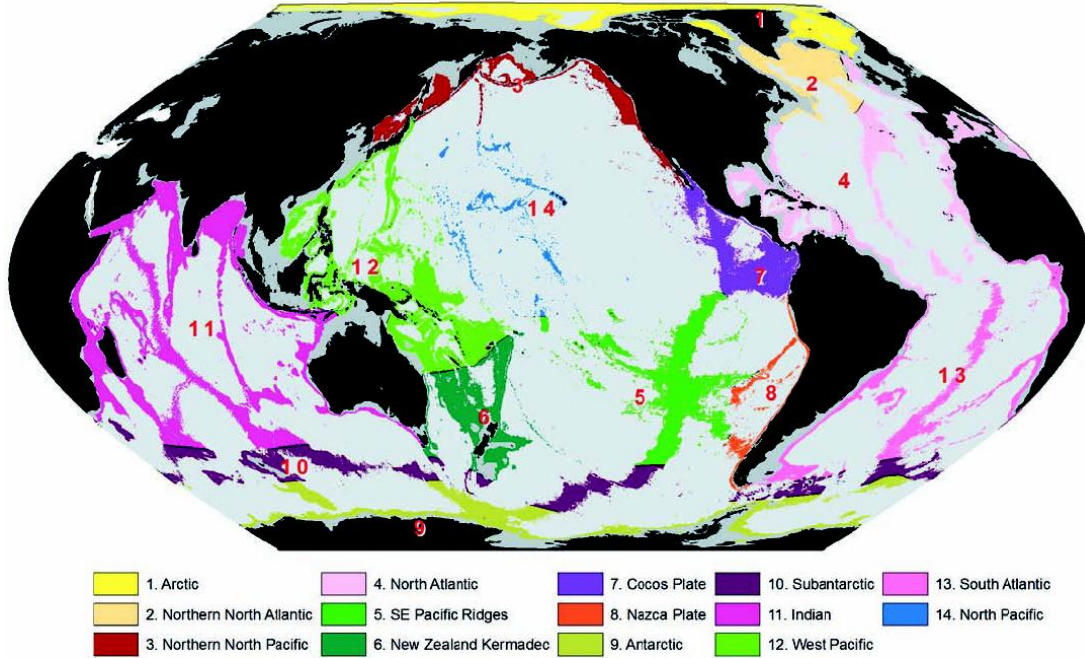 1
2
3
4
14
7
12
11
5
8
13
6
10
9
1. Arctic
4. North Atlantic
7. Cocos Plate
10. Subantarctic
13. South Atlantic
2. Northern North Atlantic
5. SE Pacific Ridges
8. Nazca Plate
11. Indian
14. North Pacific
3. Northern North Pacific
6. New Zealand Kermadec
9. Antarctic
12. West Pacific